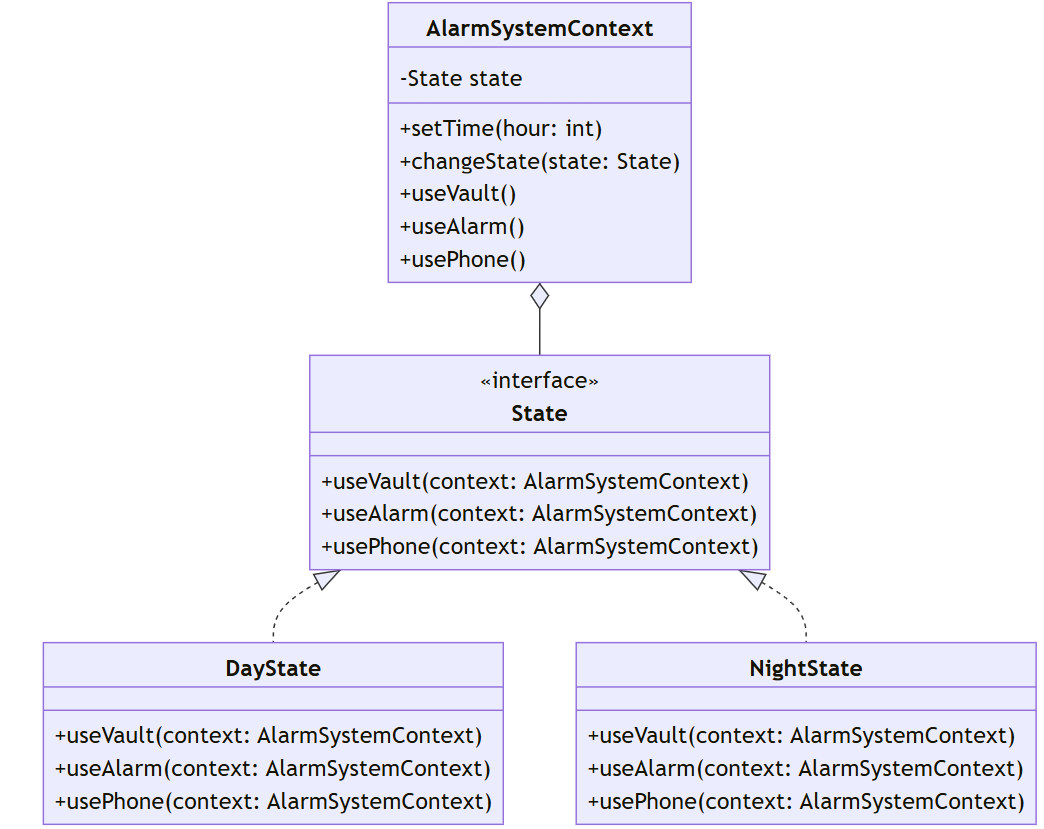 AlarmSystemContext
-State state
+setTime(hour: int)
+changeState(state: State)
+useVault()
+useAlarm()
+usePhone()
«interface»
State
+useVault(context: AlarmSystemContext)
+useAlarm(context: AlarmSystemContext)
+usePhone(context: AlarmSystemContext)
DayState
+useVault(context: AlarmSystemContext)
+useAlarm(context: AlarmSystemContext)
+usePhone(context: AlarmSystemContext)
NightState
+useVault(context: AlarmSystemContext)
+useAlarm(context: AlarmSystemContext)
+usePhone(context: AlarmSystemContext)